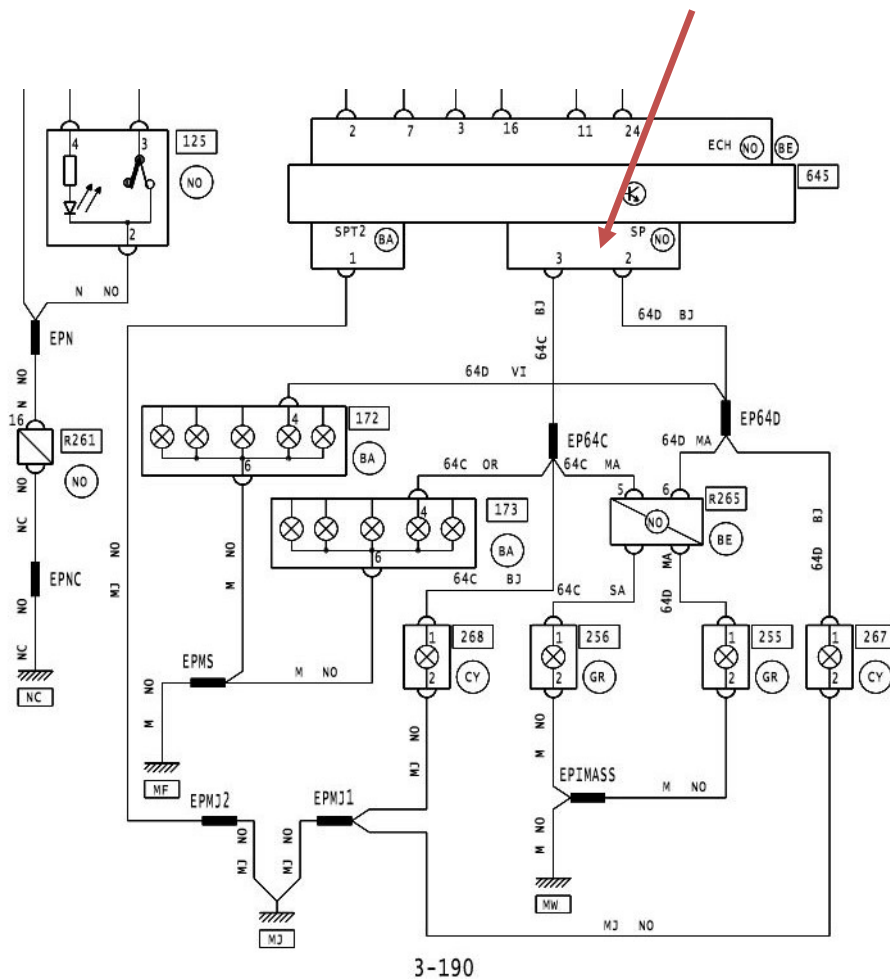 2 7 3 16 11 24
4 3 125 ECH NO BE
NO 645
2 SPT2 BA SP NO
1 3 2
N NO BJ 64D BJ
EPN 64C
64D VI
N NO
16 4 172 EP64C EP64D
R261 6 BA 64C OR 64C MA 64D MA
NO 5 6 R265
4 173 NO BE
NC NO MJ NO M NO 6 BA 64D BJ
EPNC 64C BJ 64C SA 64D MA
NC NO 1 268 1 256 1 255 1 267
EPMS M NO 2 CY 2 GR 2 GR 2 CY
NC
M NO MJ NO M NO EPIMASS M NO
MF EPMJ2 EPMJ1
MJ NO MJ NO M NO
MW
MJ MJ NO
3-190